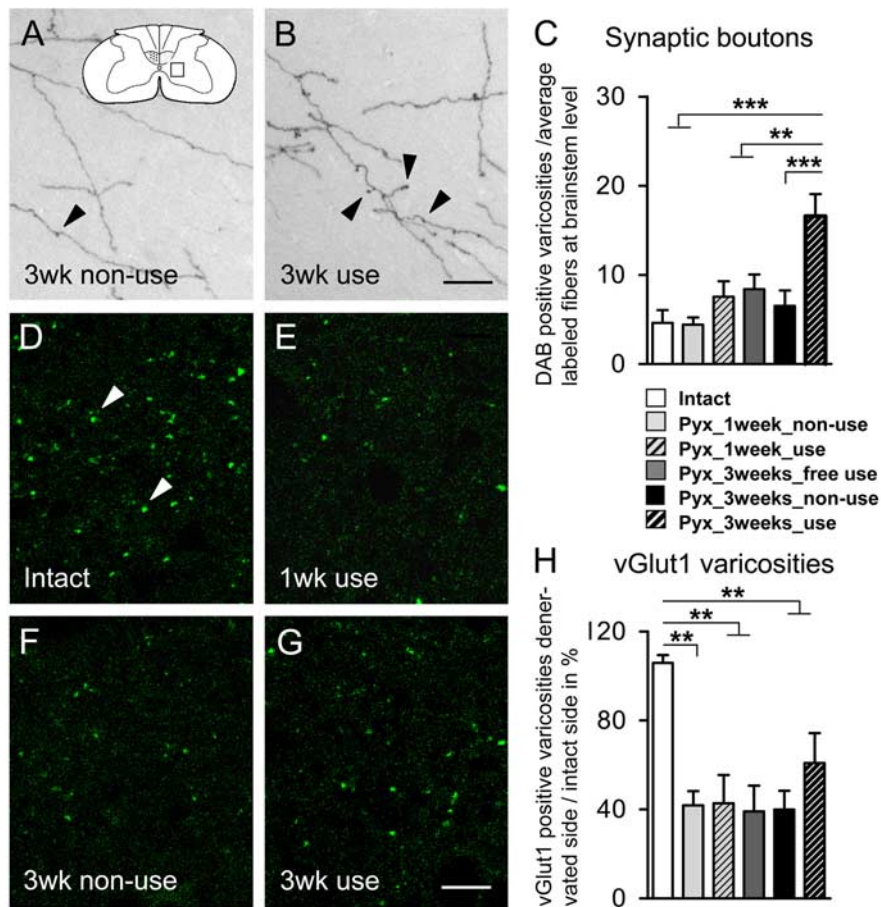 A
3wk non-use
B
3wk use
C
Synaptic boutons
DAB positive varicosities /average
labeled fibers at brainstem level
30
20
10
0
***
**
***
Intact
Pyx_1week_non-use
Pyx_1week_use
Pyx_3weeks_free use
Pyx_3weeks_non-use
Pyx_3weeks_use
D
Intact
E
1wk use
F
3wk non-use
G
3wk use
H
vGlut1 varicosities
vGlut1 positive varicosities dener-
vated side / intact side in %
120
80
40
0
**
**
**